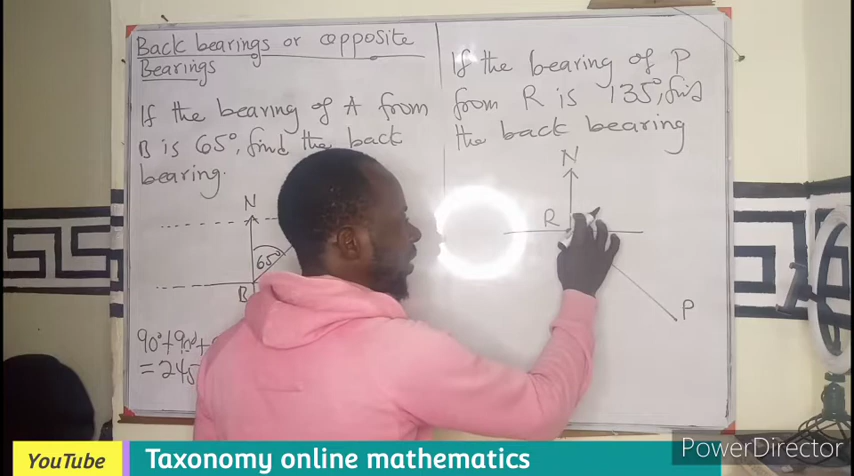 Back bearings or opposite
Bearings
If the bearing of A from
B is 65°, find the back
bearing.
N
65°
B
90°+90°+
= 245
If the bearing of P
from R is 135°, find
the back bearing
N
R
P
PowerDirector
YouTube
Taxonomy online mathematics